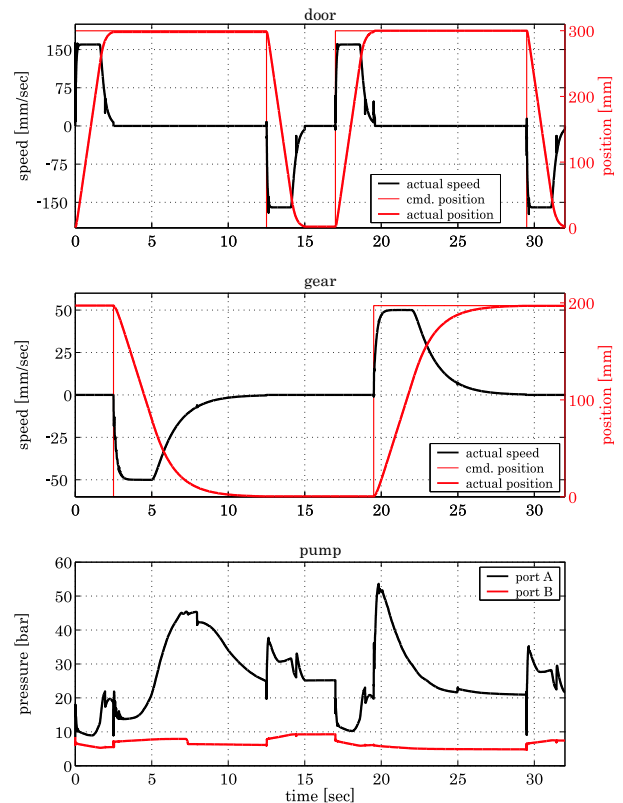 door
speed [mm/sec]
150
75
0
-75
-150
300
200
100
0
position [mm]
actual speed
cmd. position
actual position
0 5 10 15 20 25 30
gear
speed [mm/sec]
50
25
0
-25
-50
200
100
0
position [mm]
actual speed
cmd. position
actual position
0 5 10 15 20 25 30
pump
pressure [bar]
60
50
40
30
20
10
0
port A
port B
0 5 10 15 20 25 30
time [sec]